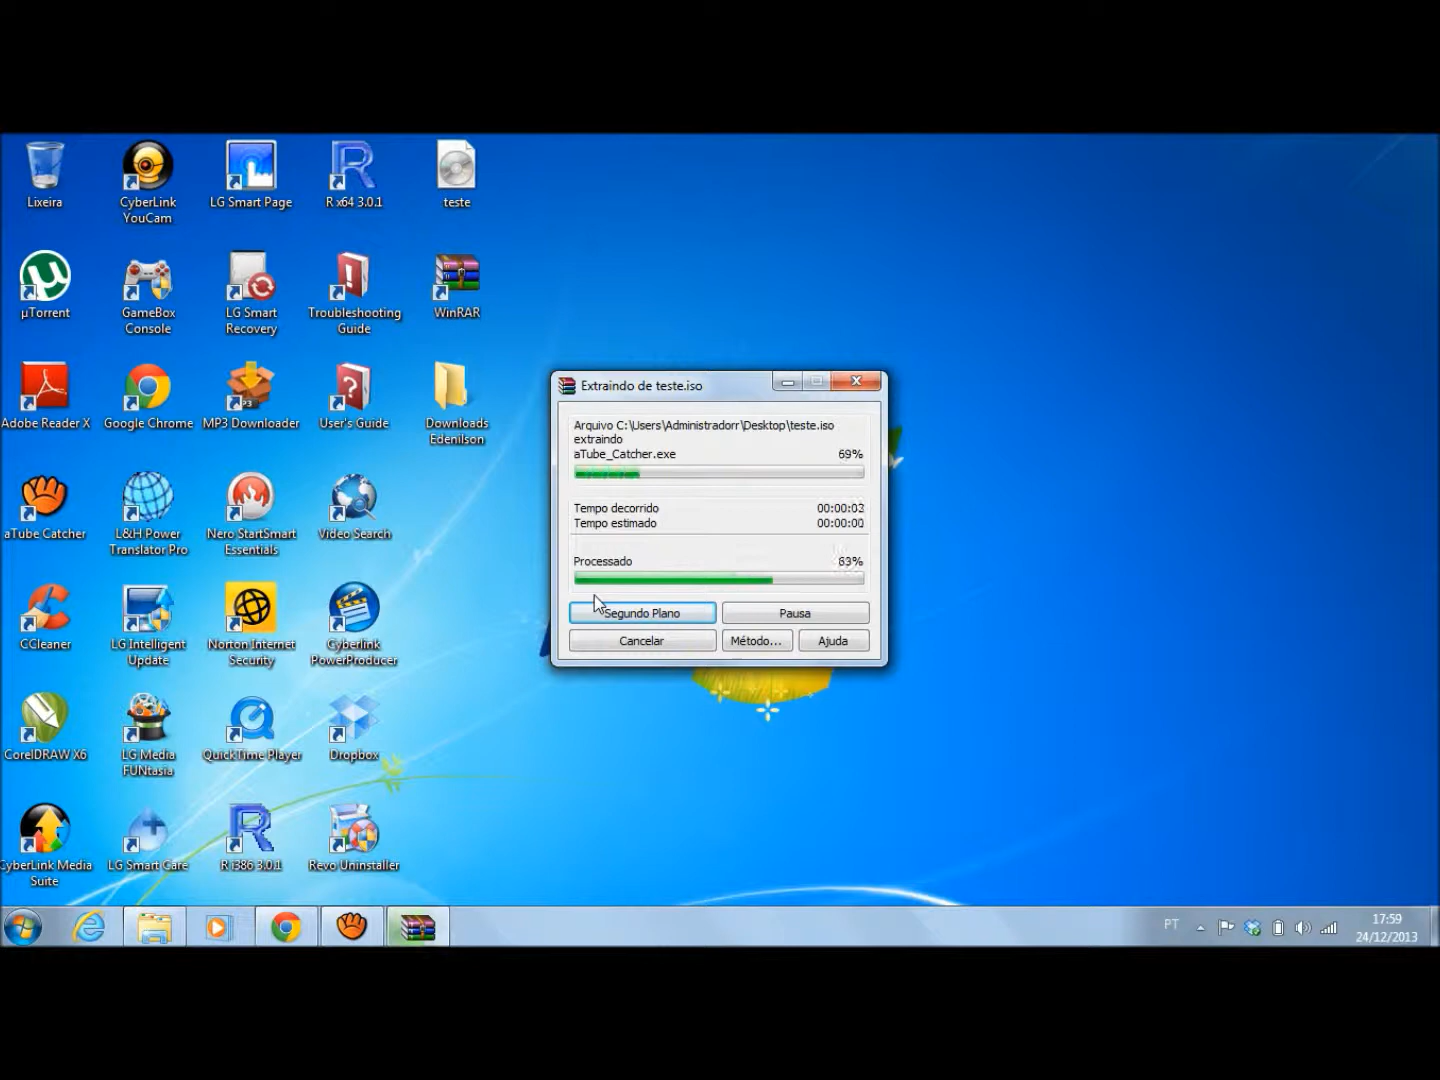 Lixeira
CyberLink
YouCam
LG Smart Page
R x64 3.0.1
teste
µTorrent
GameBox
Console
LG Smart
Recovery
Troubleshooting
Guide
WinRAR
Adobe Reader X
Google Chrome
MP3 Downloader
User's Guide
Downloads
Edenilson
aTube Catcher
L&H Power
Translator Pro
Nero StartSmart
Essentials
Video Search
CCleaner
LG Intelligent
Update
Norton Internet
Security
Cyberlink
PowerProducer
CorelDRAW X6
LG Media
FUNtasia
QuickTime Player
Dropbox
CyberLink Media
Suite
LG Smart Care
R i386 3.0.1
Revo Uninstaller
Extraindo de teste.iso
Arquivo C:\Users\Administradorr\Desktop\teste.iso
extraindo
aTube_Catcher.exe 69%
Tempo decorrido 00:00:03
Tempo estimado 00:00:00
Processado 63%
Segundo Plano Pausa
Cancelar Método... Ajuda
PT
17:59
24/12/2013